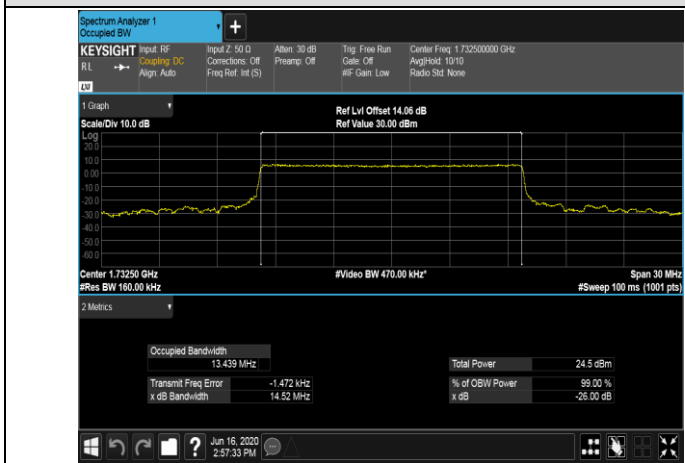 Spectrum Analyzer 1
Occupied BW
+
KEYSIGHT
RL
LXI
Input: RF
Coupling: DC
Align: Auto
Input Z: 50 Ω
Corrections: Off
Freq Ref: Int (S)
Atten: 30 dB
Preamp: Off
Trig: Free Run
Gate: Off
#IF Gain: Low
Center Freq: 1.732500000 GHz
Avg|Hold: 10/10
Radio Std: None
1 Graph
Scale/Div 10.0 dB
Ref Lvl Offset 14.06 dB
Ref Value 30.00 dBm
Log
20.0
10.0
0.00
-10.0
-20.0
-30.0
-40.0
-50.0
-60.0
Center 1.73250 GHz
#Video BW 470.00 kHz*
Span 30 MHz
#Res BW 160.00 kHz
#Sweep 100 ms (1001 pts)
2 Metrics
Occupied Bandwidth
13.439 MHz
Total Power 24.5 dBm
Transmit Freq Error -1.472 kHz
% of OBW Power 99.00 %
x dB Bandwidth 14.52 MHz
x dB -26.00 dB
?
Jun 16, 2020
2:57:33 PM